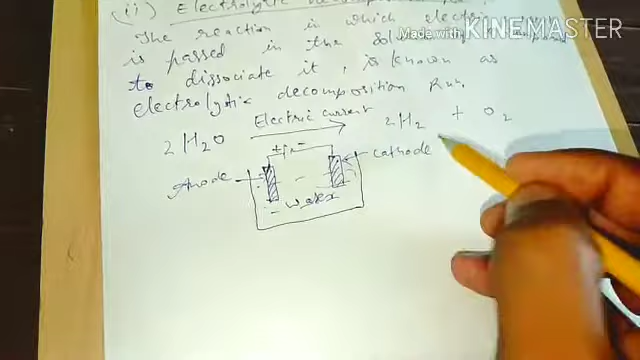 (ii) Electrolytic
Made with KINEMASTER
The reaction in which
is passed in the
to dissociate it, is known as
electrolytic decomposition Rxn.
2H₂O Electric current → 2H₂ + O₂
+ -
Anode Cathode
- water